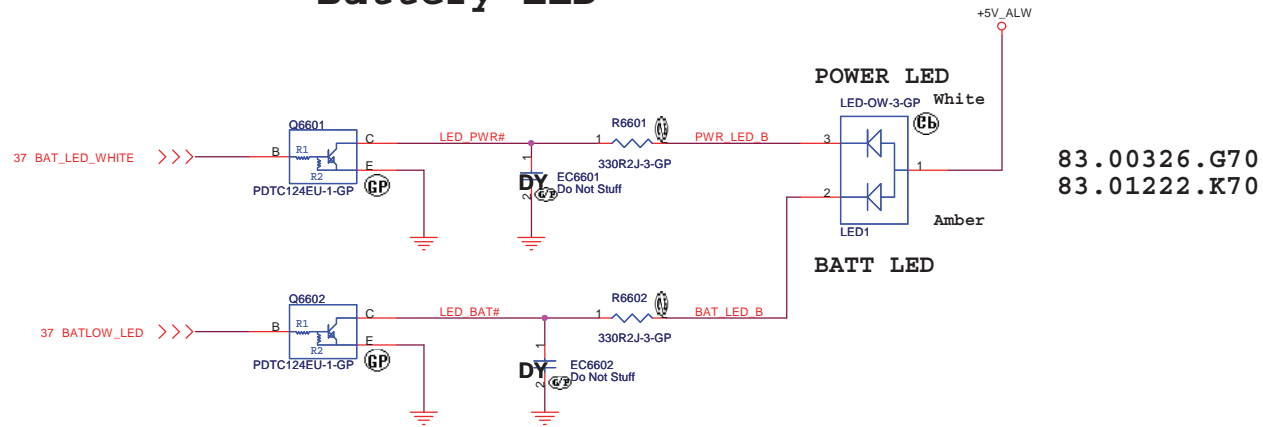 Battery LED
+5V_ALW
POWER LED
LED-OW-3-GP
White
Q6601
R6601
C
LED_PWR#
1
PWR_LED_B
3
37 BAT_LED_WHITE
B
R1
R2
E
330R2J-3-GP
1
1
PDTC124EU-1-GP
GP
DY
EC6601
Do Not Stuff
2
G/P
2
83.00326.G70
83.01222.K70
LED1
Amber
BATT LED
Q6602
R6602
C
LED_BAT#
1
BAT_LED_B
37 BATLOW_LED
B
R1
R2
E
330R2J-3-GP
1
PDTC124EU-1-GP
GP
DY
EC6602
Do Not Stuff
2
G/P